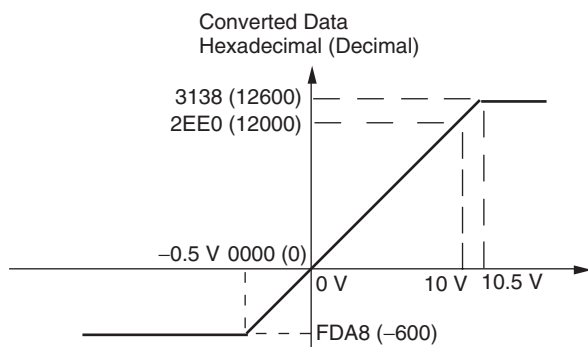 Converted Data
Hexadecimal (Decimal)
3138 (12600)
2EE0 (12000)
−0.5 V 0000 (0)
0 V
10 V
10.5 V
FDA8 (−600)